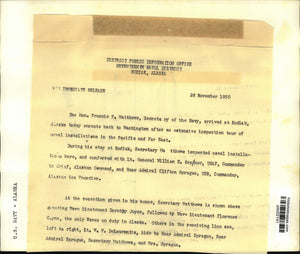 DISTRICT PUBLIC INFORMATION OFFICE
SEVENTEENTH NAVAL DISTRICT
KODIAK, ALASKA
FOR IMMEDIATE RELEASE
26 November 1950
The Hon. Francis P. Matthews, Secretary of the Navy, arrived at Kodiak,
Alaska today enroute back to Washington after an extensive inspection tour of
naval installations in the Pacific and Far East.
During his stay at Kodiak, Secretary Ma tthews inspected naval installa-
tions here, and conferred with Lt. General William E. Kepner, USAF, Commander
in Chief, Alaskan Command, and Rear Admiral Clifton Sprague, USN, Commander,
Alaskan Sea Frontier.
At the reception given in his honor, Secretary Matthews is shown above
greeting Wave Lieutenant Dorothy Joyce, followed by Wave Lieutenant Florence
Coyne, the only Waves on duty in Alaska. Others in the receiving line are,
left to right, Lt. W. F. aide to Rear Admiral Sprague, Rear
Admiral Sprague, Secretary Matthews, and Mrs. Sprague.
U.S. NAVY - ALASKA